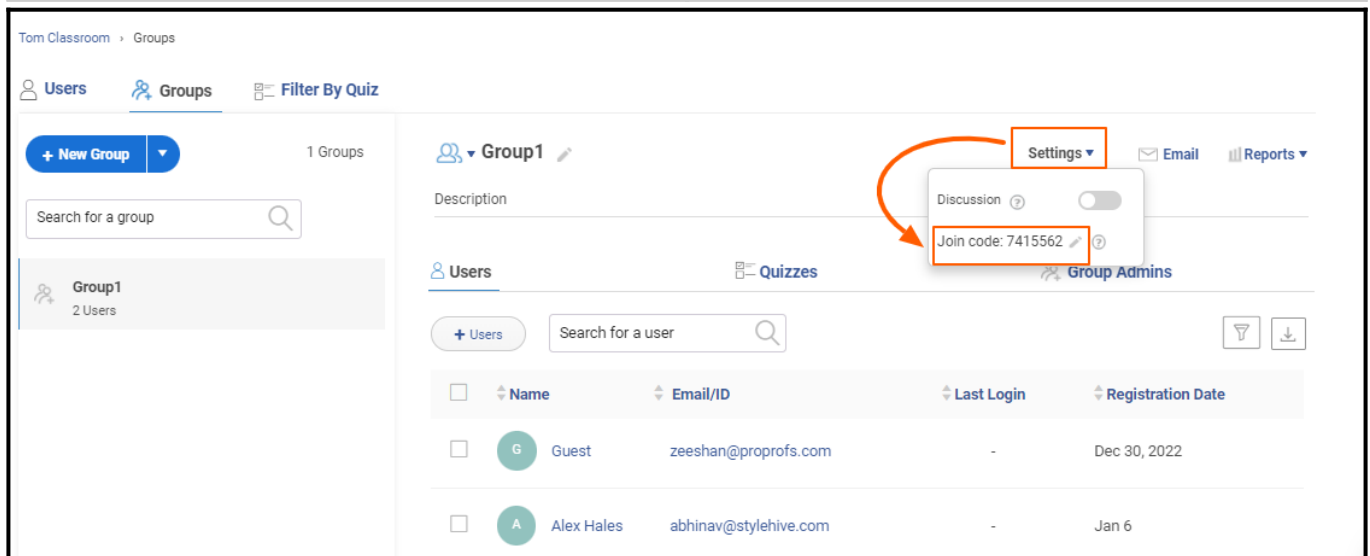 Tom Classroom › Groups
Users Groups Filter By Quiz
+ New Group 1 Groups
Search for a group
Group1
2 Users
Group1 Settings Email Reports
Description
Discussion ?
Join code: 7415562 ?
Users Quizzes Group Admins
+ Users Search for a user
Name Email/ID Last Login Registration Date
G Guest zeeshan@proprofs.com - Dec 30, 2022
A Alex Hales abhinav@stylehive.com - Jan 6